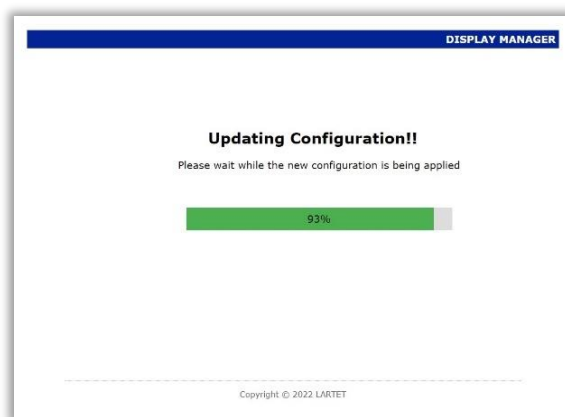 DISPLAY MANAGER
Updating Configuration!!
Please wait while the new configuration is being applied
93%
Copyright © 2022 LARTET